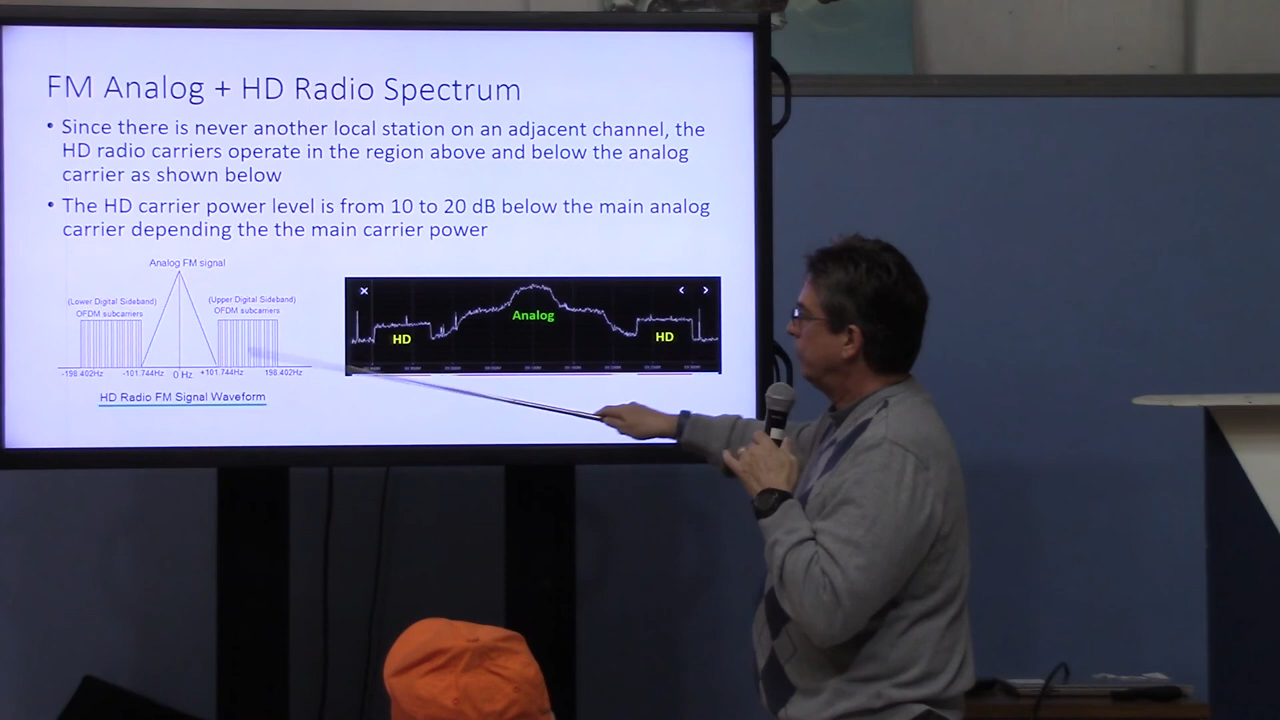 FM Analog + HD Radio Spectrum
• Since there is never another local station on an adjacent channel, the
HD radio carriers operate in the region above and below the analog
carrier as shown below
• The HD carrier power level is from 10 to 20 dB below the main analog
carrier depending the the main carrier power
Analog FM signal
(Lower Digital Sideband)
OFDM subcarriers
(Upper Digital Sideband)
OFDM subcarriers
-198.402Hz
-101.744Hz
0 Hz
+101.744Hz
198.402Hz
HD Radio FM Signal Waveform
HD
Analog
HD